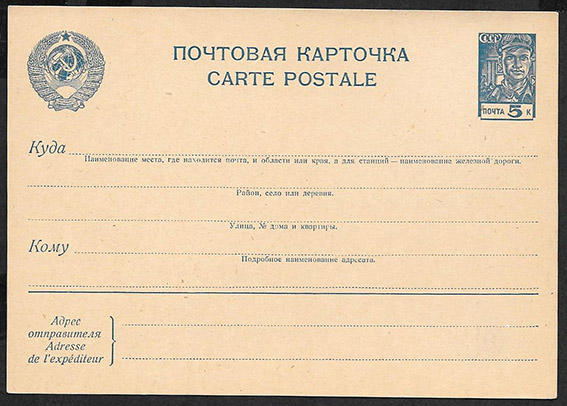 ПОЧТОВАЯ КАРТОЧКА
CARTE POSTALE
СССР
ПОЧТА 5 К
Куда
Наименование места, где находится почта, и области или края, а для станций — наименование железной дороги.
Район, село или деревня.
Улица, № дома и квартиры.
Кому
Подробное наименование адресата.
Адрес
отправителя
Adresse
de l'expéditeur